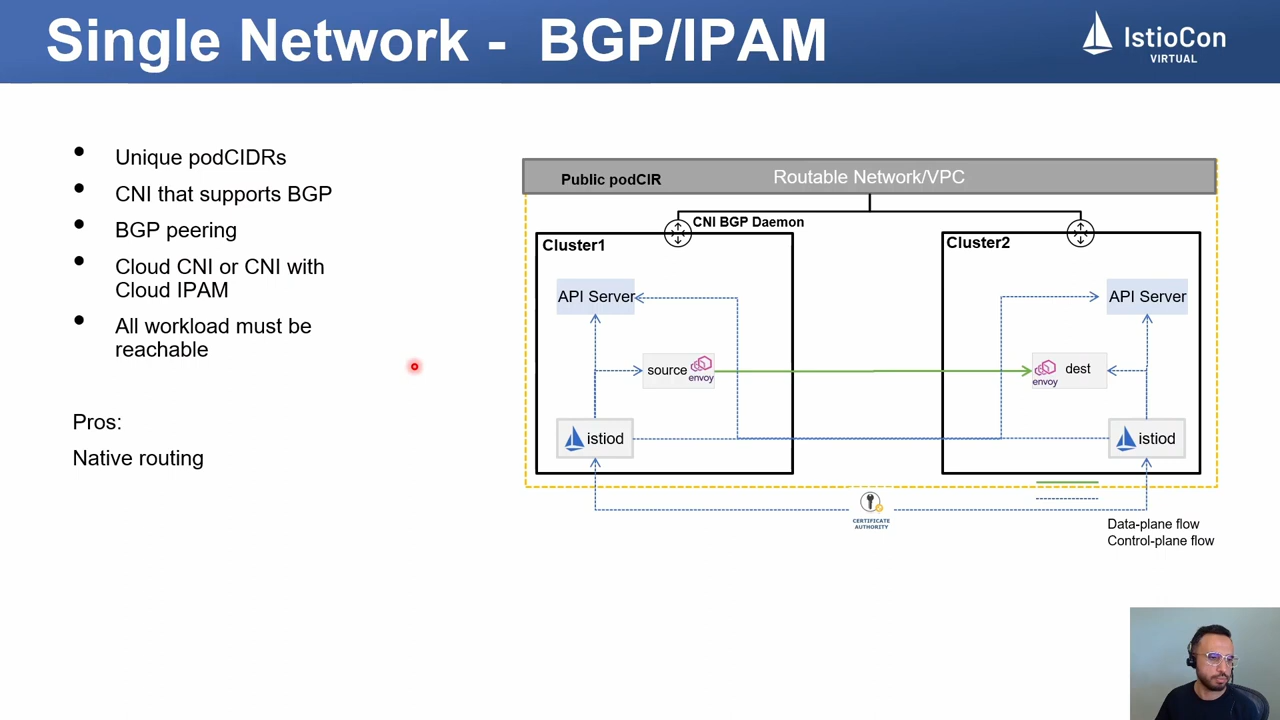 Single Network - BGP/IPAM
IstioCon
VIRTUAL
Unique podCIDRs
CNI that supports BGP
BGP peering
Cloud CNI or CNI with
Cloud IPAM
All workload must be
reachable
Pros:
Native routing
Public podCIR
Routable Network/VPC
CNI BGP Daemon
Cluster1
Cluster2
API Server
API Server
source
envoy
dest
envoy
istiod
istiod
CERTIFICATE
AUTHORITY
Data-plane flow
Control-plane flow